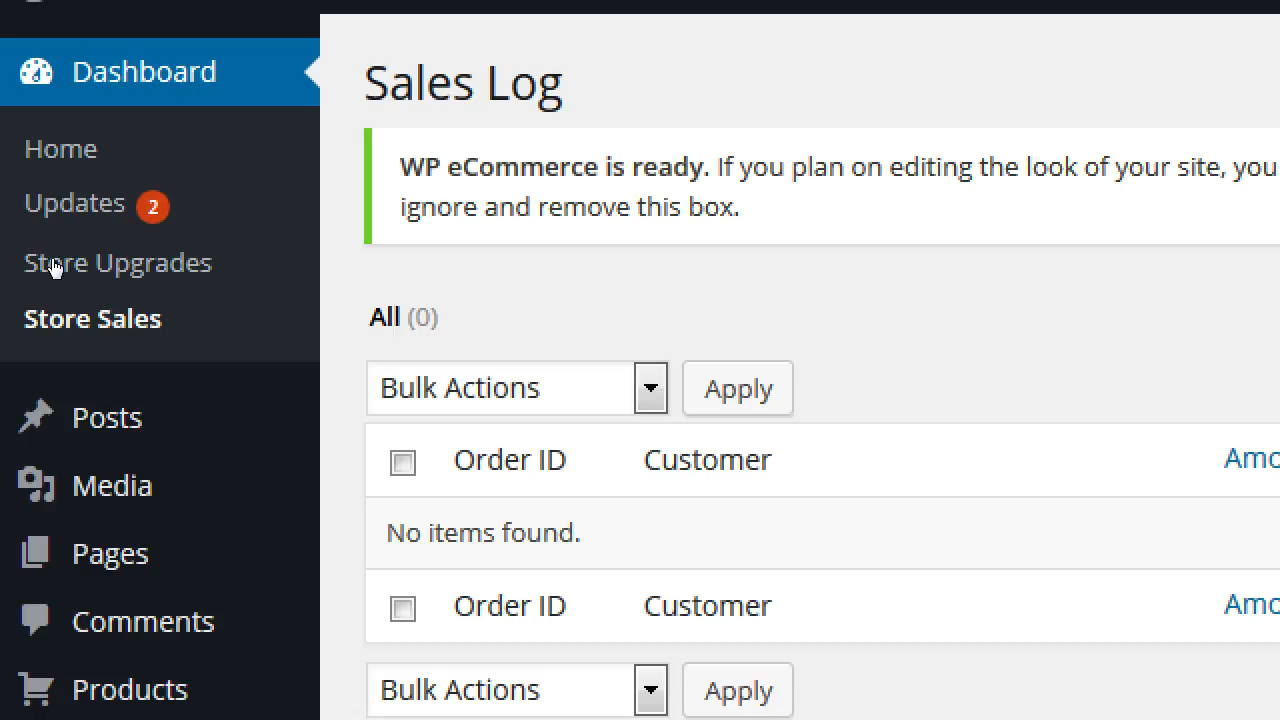 Dashboard
Home
Updates 2
Store Upgrades
Store Sales
Posts
Media
Pages
Comments
Products
Sales Log
WP eCommerce is ready. If you plan on editing the look of your site, you
ignore and remove this box.
All (0)
Bulk Actions Apply
Order ID Customer Amo
No items found.
Order ID Customer Amo
Bulk Actions Apply